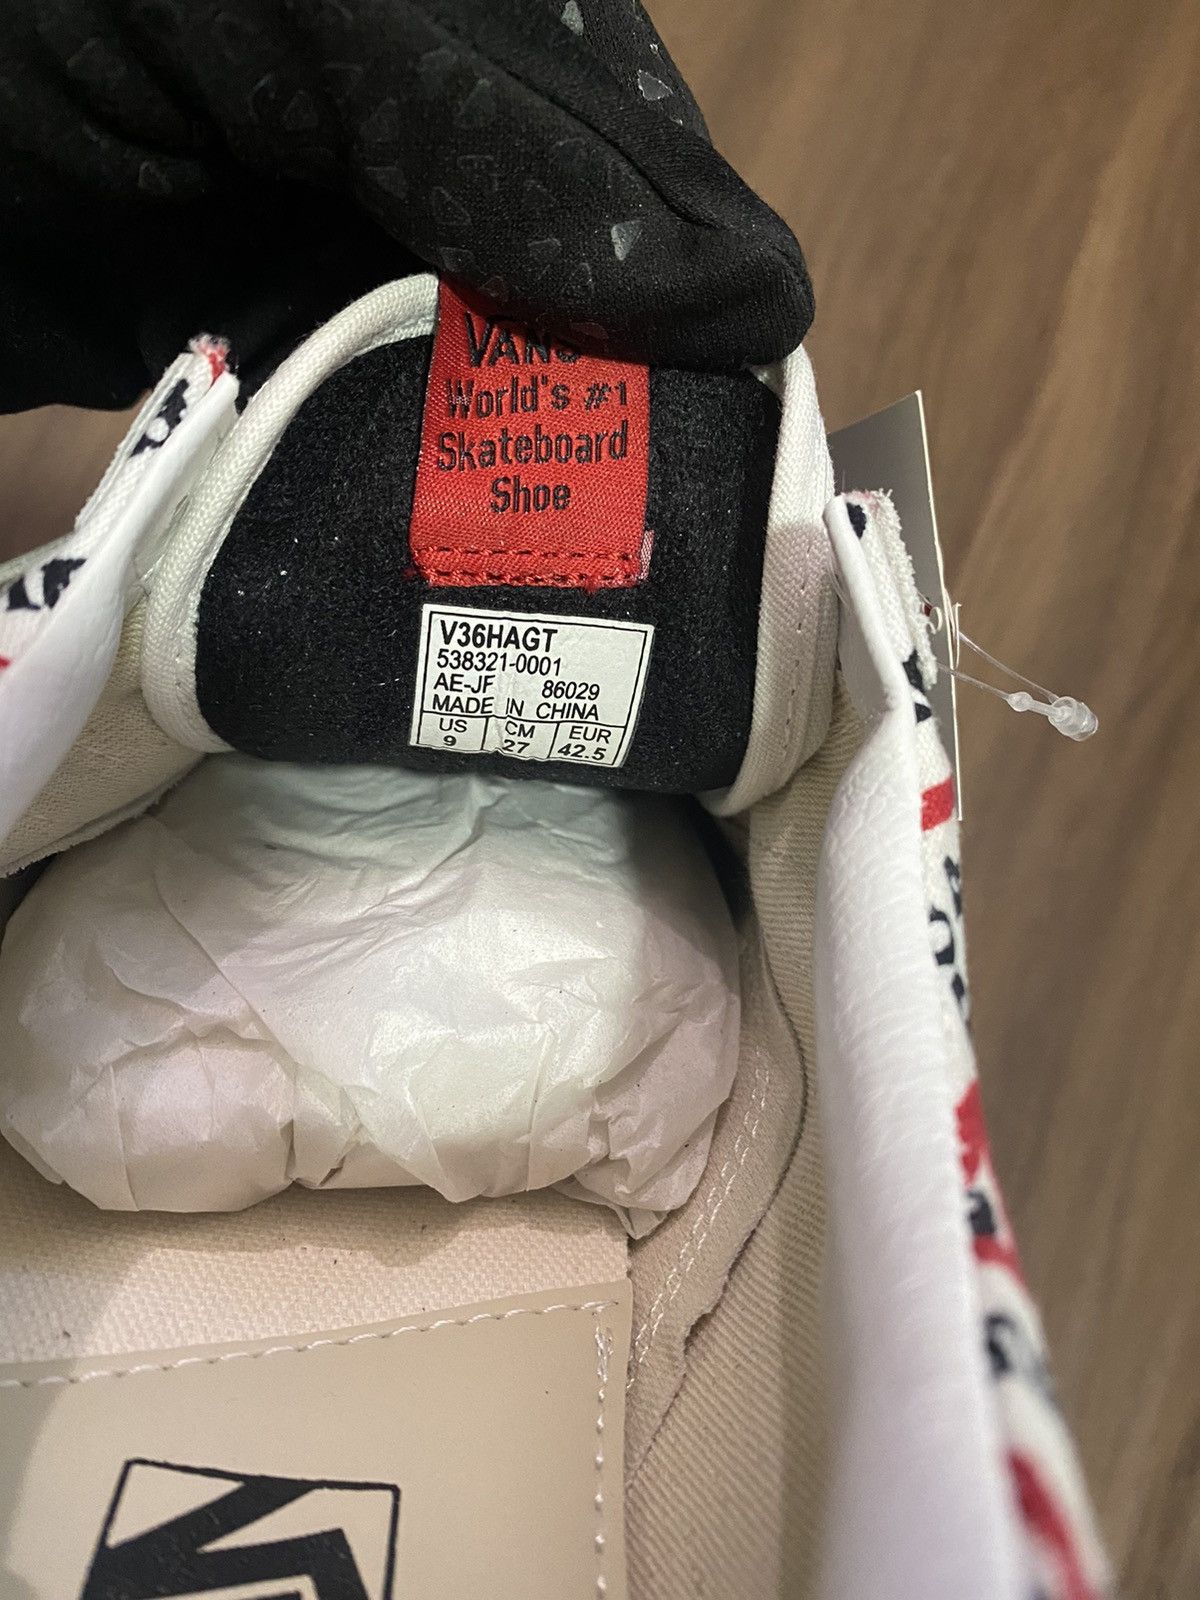 VANS
World's #1
Skateboard
Shoe
V36HAGT
538321-0001
AE-JF 86029
MADE IN CHINA
US CM EUR
9 27 42.5